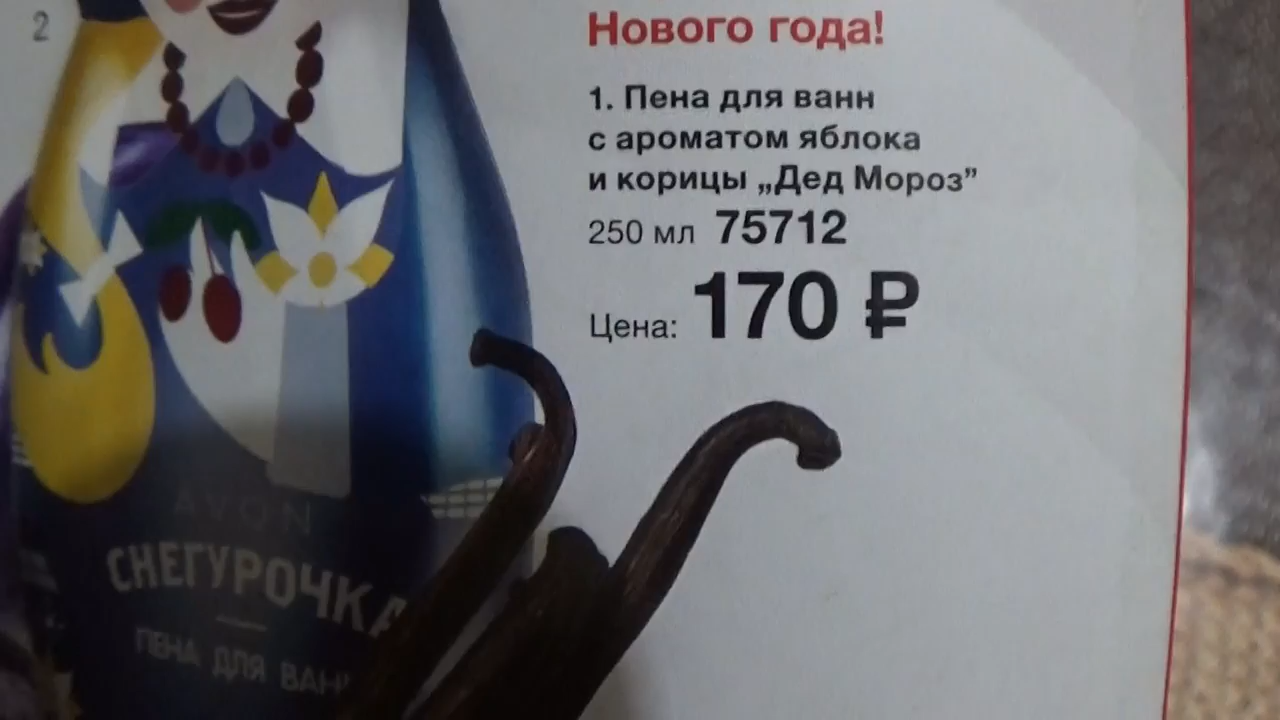 2
Нового года!
1. Пена для ванн
с ароматом яблока
и корицы „Дед Мороз”
250 мл 75712
Цена: 170 ₽
AVON
СНЕГУРОЧКА
ПЕНА ДЛЯ ВАНН